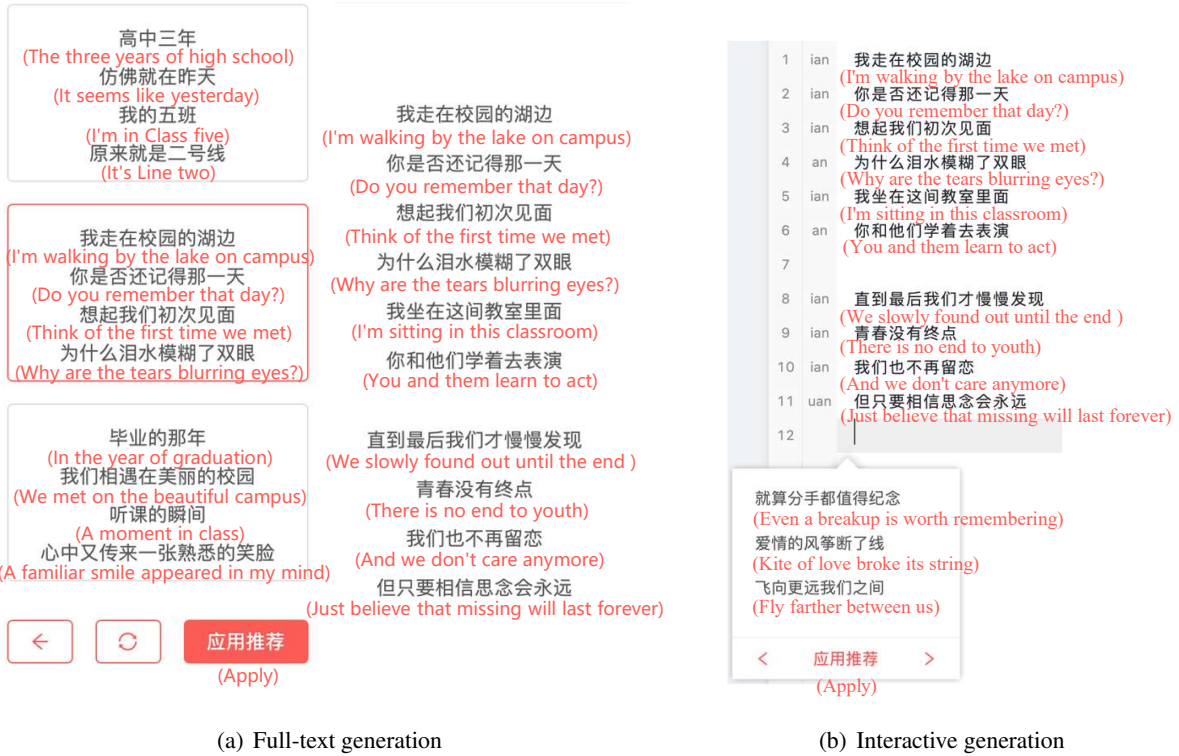 高中三年
(The three years of high school)
仿佛就在昨天
(It seems like yesterday)
我的五班
(I'm in Class five)
原来就是二号线
(It's Line two)
我走在校园的湖边
(I'm walking by the lake on campus)
你是否还记得那一天
(Do you remember that day?)
想起我们初次见面
(Think of the first time we met)
为什么泪水模糊了双眼
(Why are the tears blurring eyes?)
毕业的那年
(In the year of graduation)
我们相遇在美丽的校园
(We met on the beautiful campus)
听课的瞬间
(A moment in class)
心中又传来一张熟悉的笑脸
(A familiar smile appeared in my mind)
应用推荐
(Apply)
我走在校园的湖边
(I'm walking by the lake on campus)
你是否还记得那一天
(Do you remember that day?)
想起我们初次见面
(Think of the first time we met)
为什么泪水模糊了双眼
(Why are the tears blurring eyes?)
我坐在这间教室里面
(I'm sitting in this classroom)
你和他们学着去表演
(You and them learn to act)
直到最后我们才慢慢发现
(We slowly found out until the end )
青春没有终点
(There is no end to youth)
我们也不再留恋
(And we don't care anymore)
但只要相信思念会永远
(Just believe that missing will last forever)
(a) Full-text generation
1 ian 我走在校园的湖边
(I'm walking by the lake on campus)
2 ian 你是否还记得那一天
(Do you remember that day?)
3 ian 想起我们初次见面
(Think of the first time we met)
4 an 为什么泪水模糊了双眼
(Why are the tears blurring eyes?)
5 ian 我坐在这间教室里面
(I'm sitting in this classroom)
6 an 你和他们学着去表演
(You and them learn to act)
7
8 ian 直到最后我们才慢慢发现
(We slowly found out until the end )
9 ian 青春没有终点
(There is no end to youth)
10 ian 我们也不再留恋
(And we don't care anymore)
11 uan 但只要相信思念会永远
(Just believe that missing will last forever)
12
就算分手都值得纪念
(Even a breakup is worth remembering)
爱情的风筝断了线
(Kite of love broke its string)
飞向更远我们之间
(Fly farther between us)
< 应用推荐 >
(Apply)
(b) Interactive generation